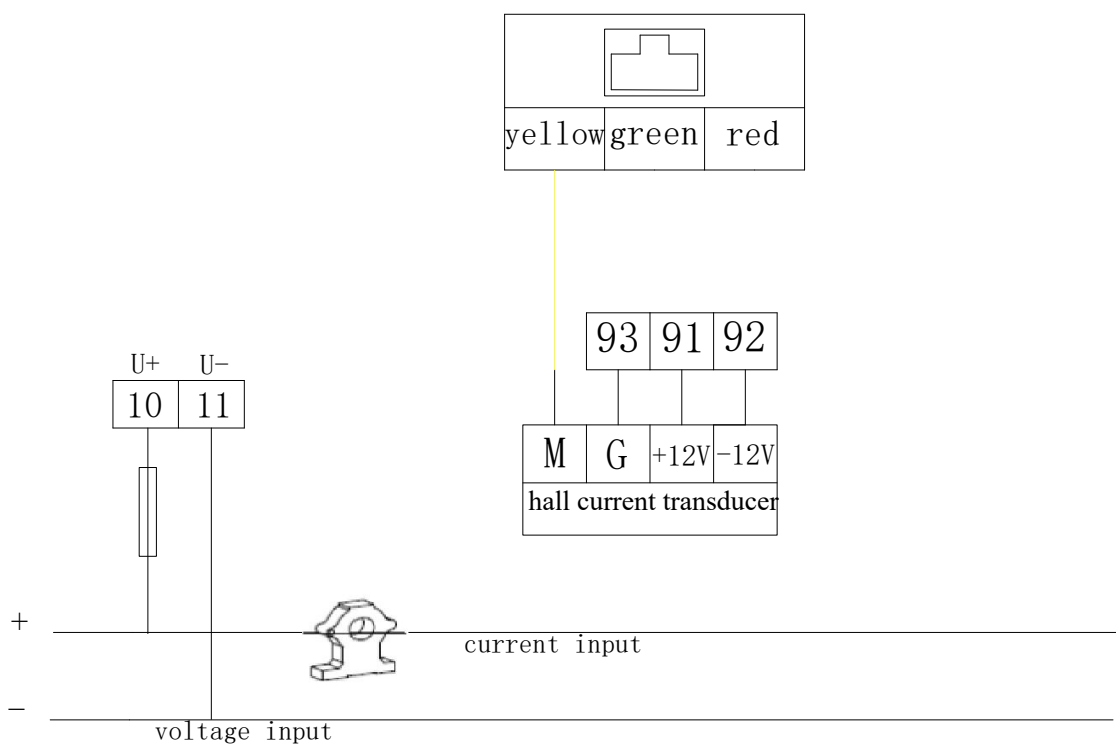 yellow green red
93 91 92
U+ U-
10 11
M G +12V -12V
hall current transducer
+
current input
-
voltage input